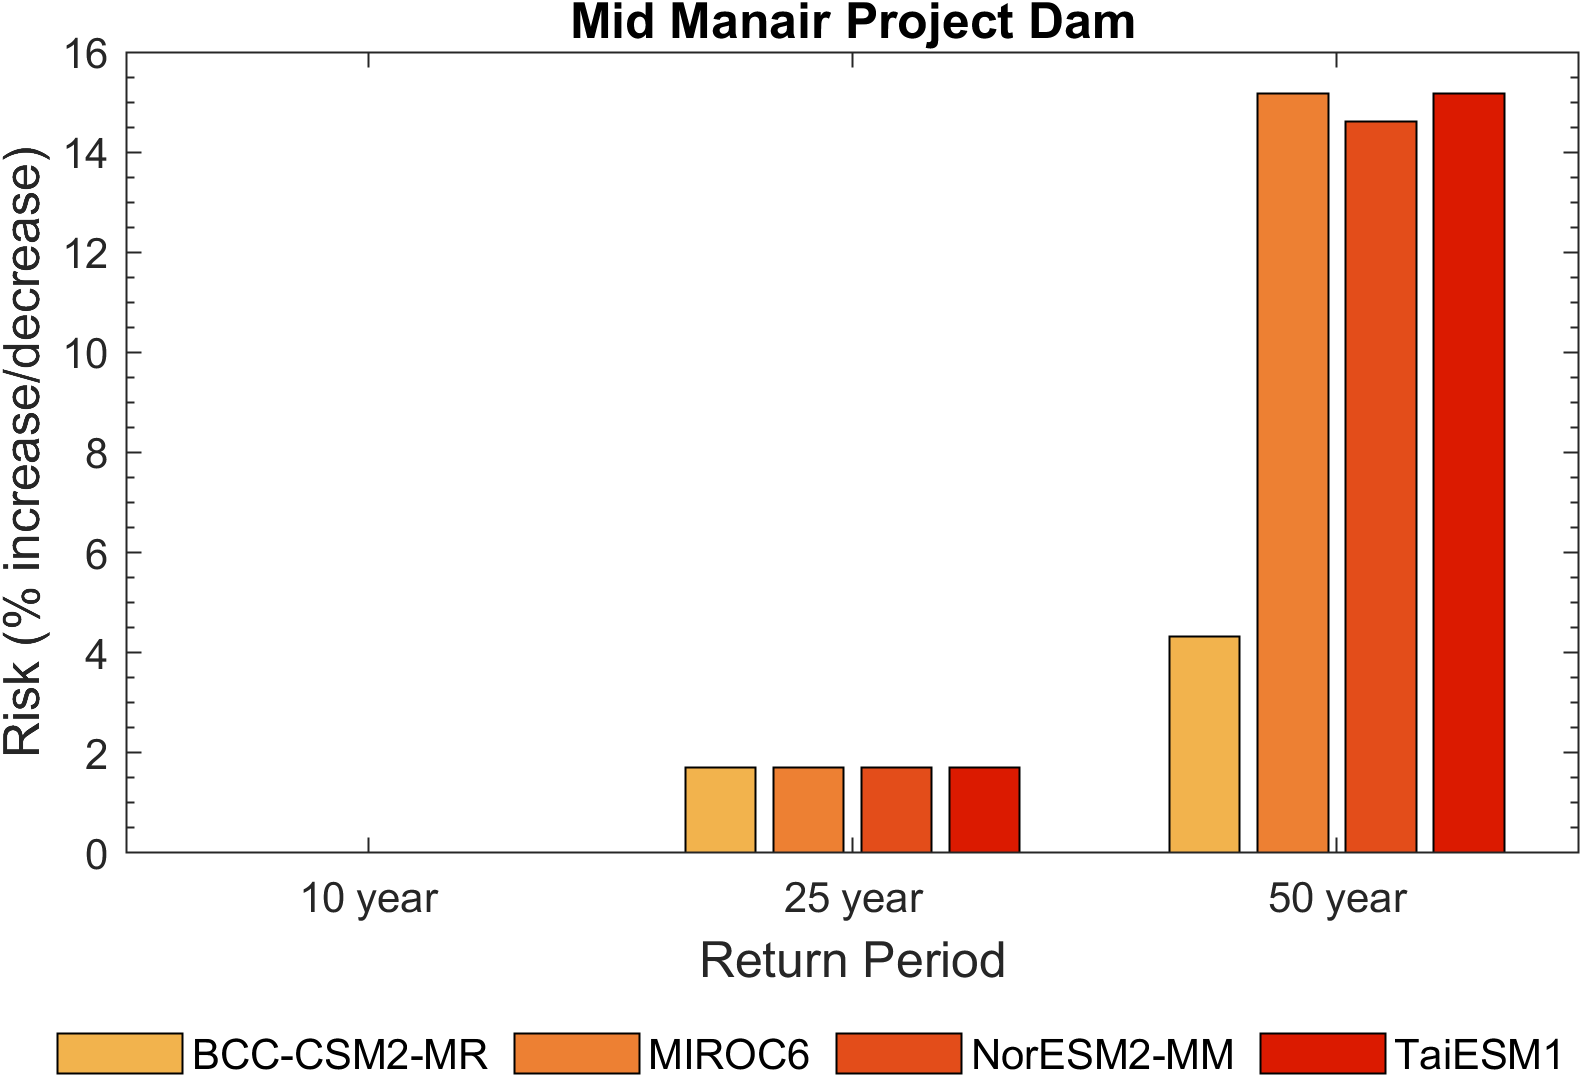 Mid Manair Project Dam
16
14
12
10
8
6
4
2
0
Risk (% increase/decrease)
10 year
25 year
50 year
Return Period
BCC-CSM2-MR
MIROC6
NorESM2-MM
TaiESM1